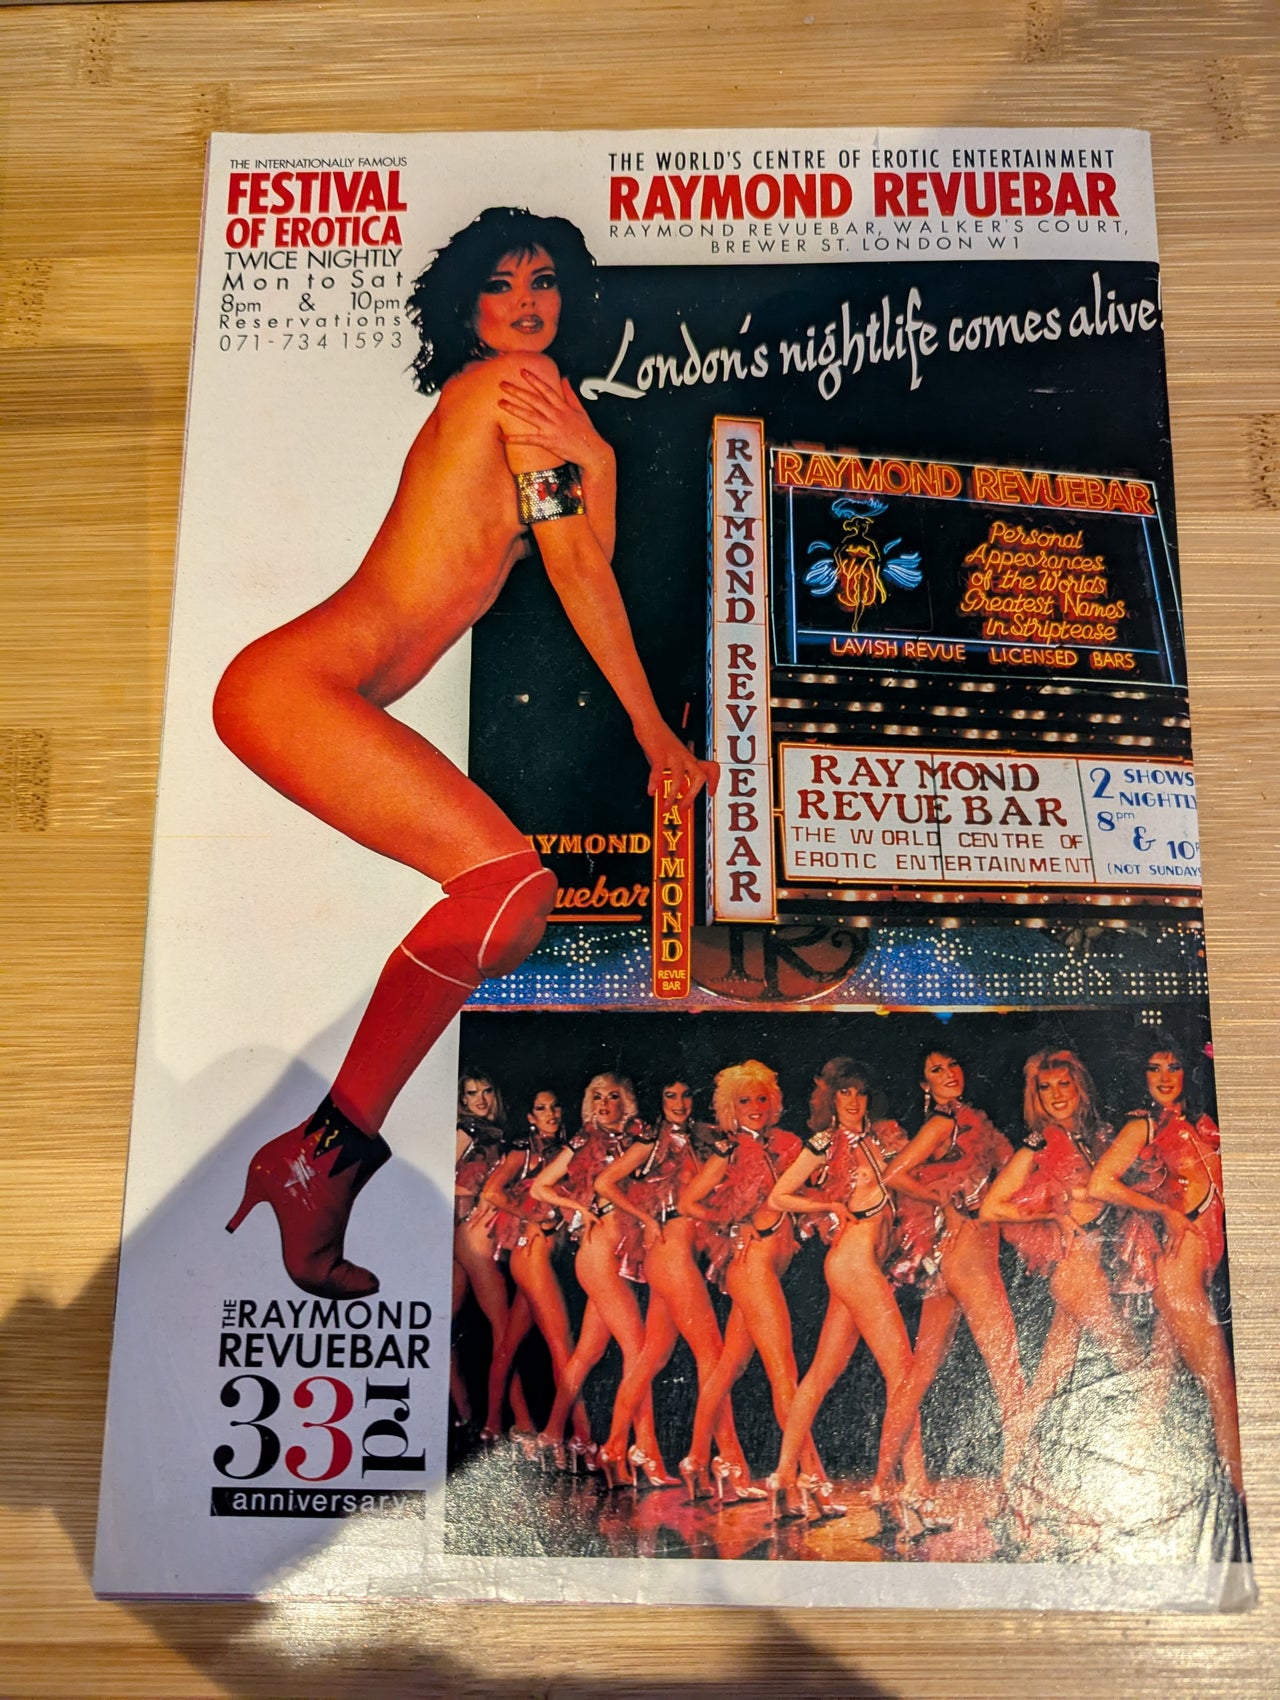 THE INTERNATIONALLY FAMOUS
FESTIVAL
OF EROTICA
TWICE NIGHTLY
Mon to Sat
8pm & 10pm
Reservations
071-734 1593
THE WORLD'S CENTRE OF EROTIC ENTERTAINMENT
RAYMOND REVUEBAR
RAYMOND REVUEBAR, WALKER'S COURT,
BREWER ST. LONDON W1
London's nightlife comes alive!
RAYMOND REVUEBAR
RAYMOND REVUEBAR
Personal
Appearances
of the Worlds
Greatest Names
in Striptease
LAVISH REVUE LICENSED BARS
RAYMOND
REVUEBAR
THE WORLD CENTRE OF
EROTIC ENTERTAINMENT
2 SHOWS
NIGHTLY
8pm
& 10P
(NOT SUNDAYS
AYMOND
uebar
RAYMOND
REVUE
BAR
R
THE RAYMOND
REVUEBAR
33rd
anniversary